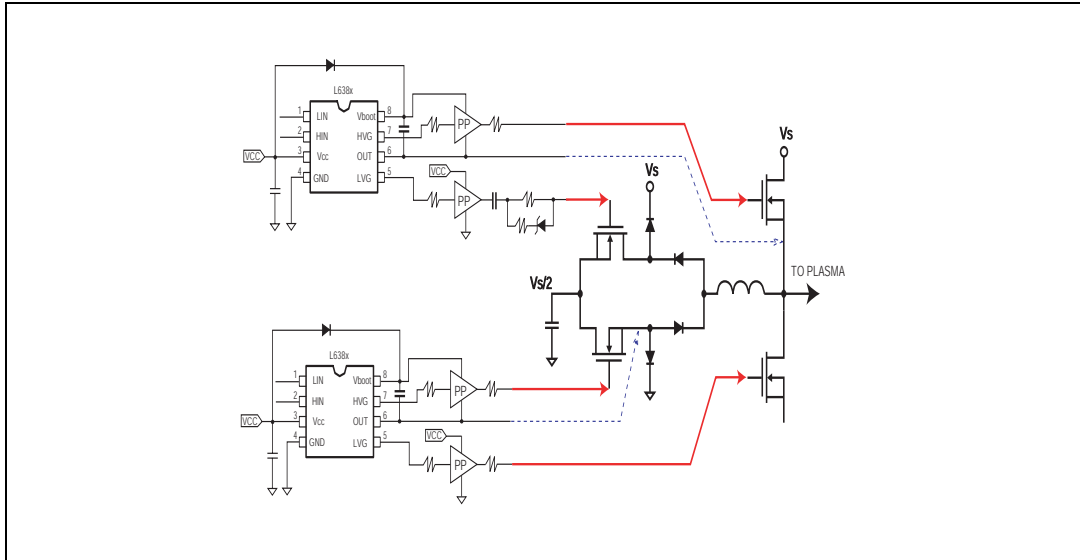 L638x
1 LIN Vboot 8
2 HIN HVG 7
VCC 3 Vcc OUT 6
4 GND LVG 5
PP
VCC
PP
Vs
Vs
TO PLASMA
Vs/2
L638x
1 LIN Vboot 8
2 HIN HVG 7
VCC 3 Vcc OUT 6
4 GND LVG 5
PP
VCC
PP